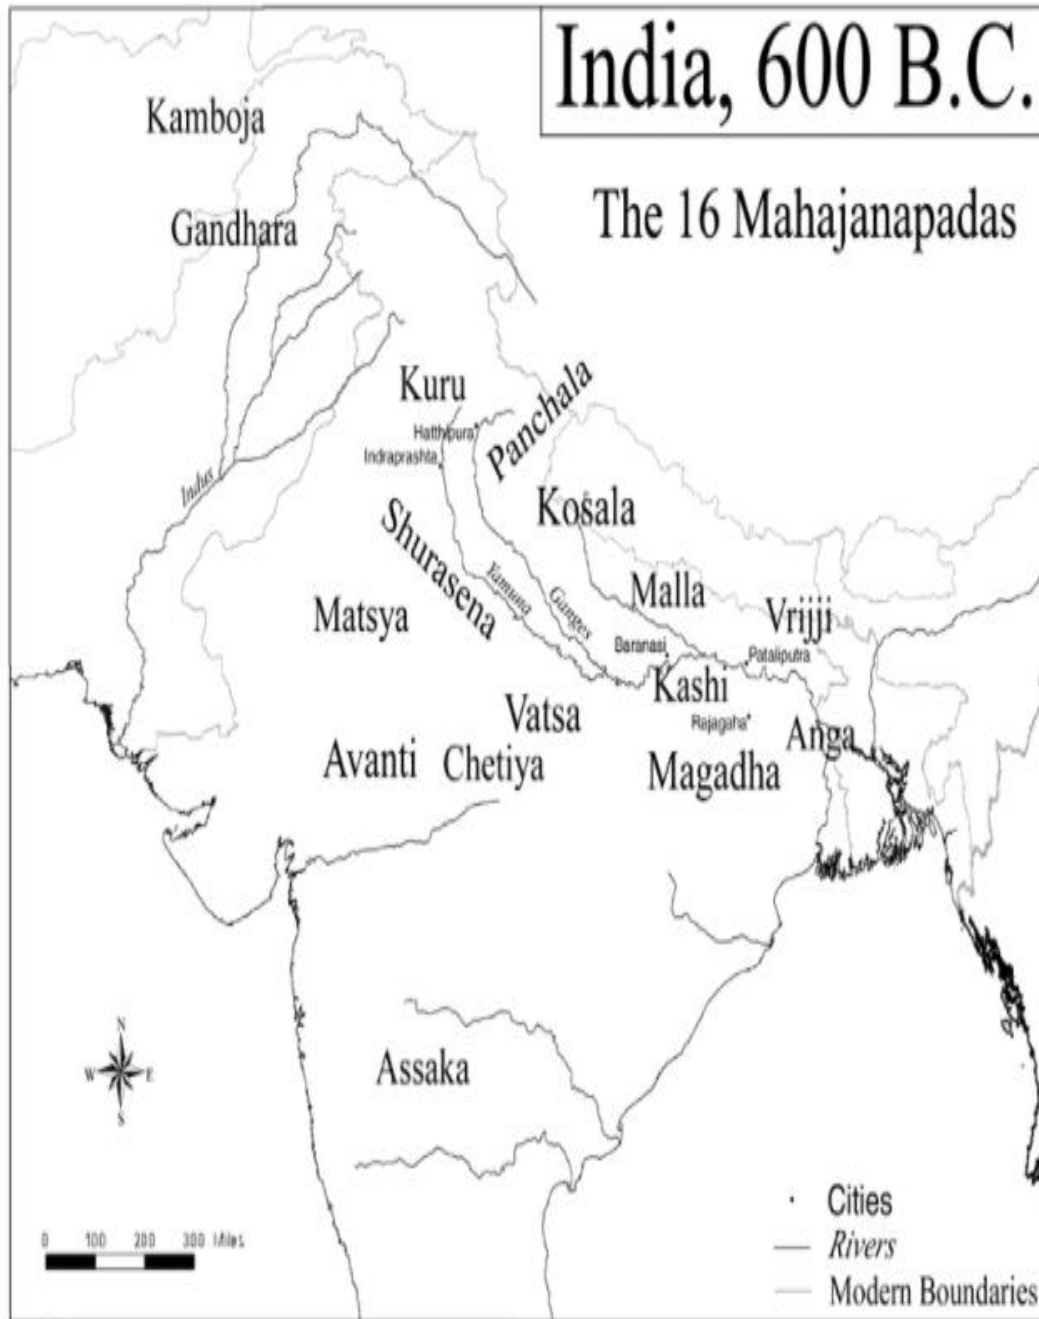 India, 600 B.C.
The 16 Mahajanapadas
Kamboja
Gandhara
Kuru
Panchala
Hatthipura
Indraprashta
Indus
Kosala
Shurasena
Yamuna
Ganges
Malla
Vrijji
Matsya
Baranasi
Pataliputra
Kashi
Vatsa
Rajagaha
Anga
Avanti
Chetiya
Magadha
Assaka
N
W E
S
0 100 200 300 Miles
Cities
Rivers
Modern Boundaries